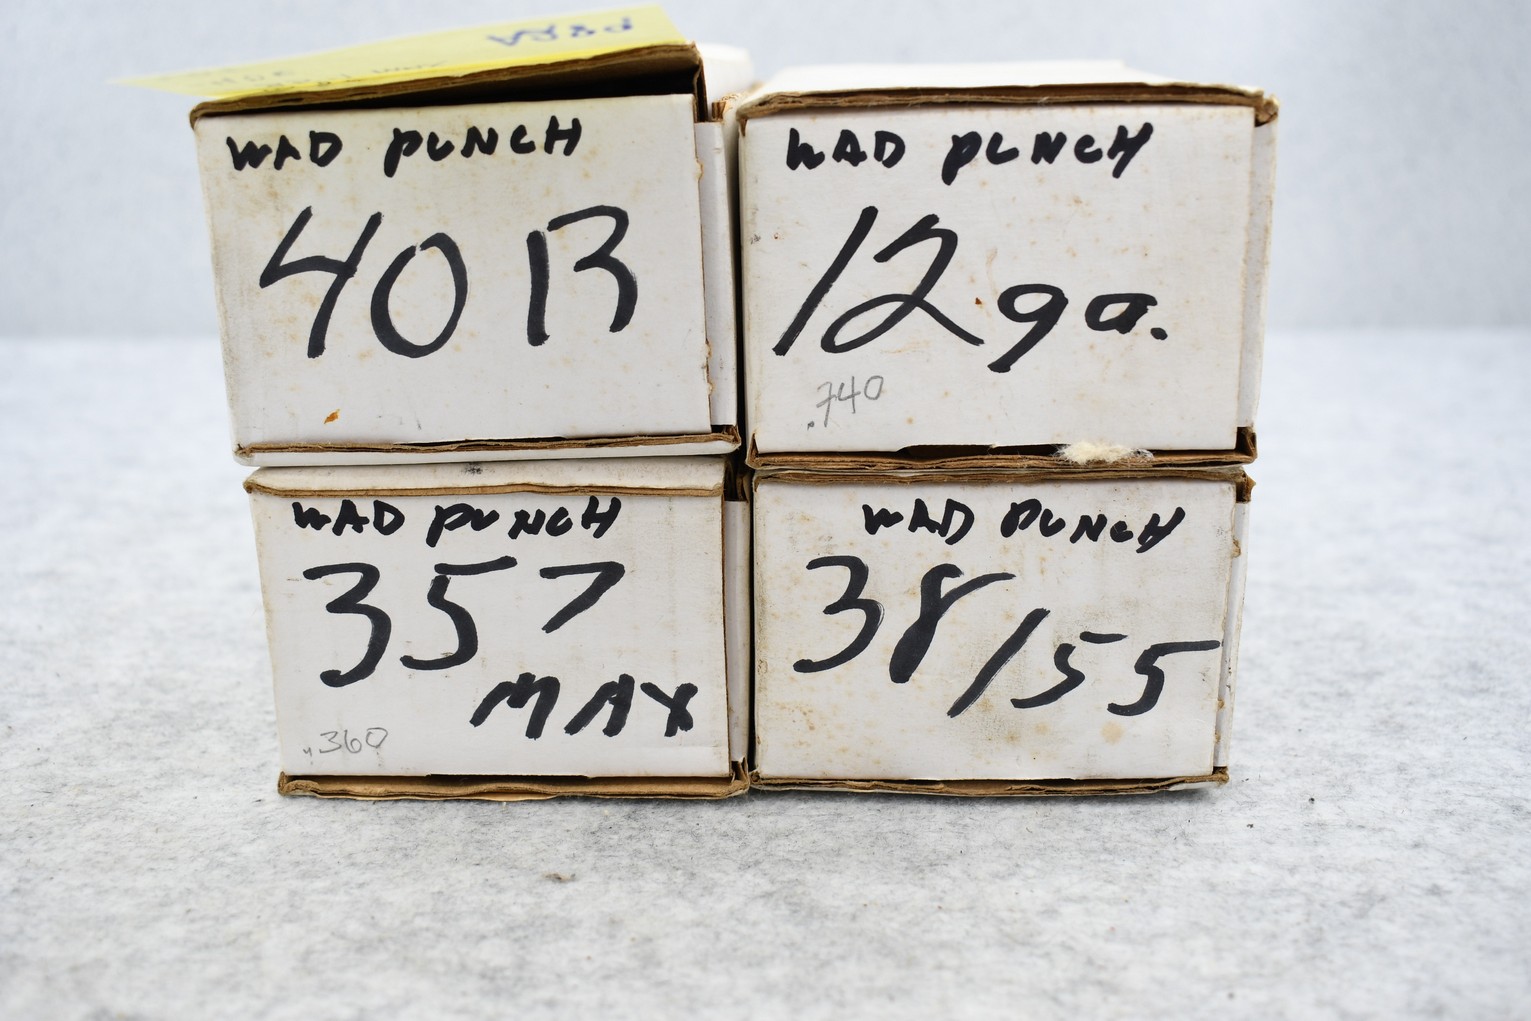 WAD PUNCH
40 B
WAD PUNCH
12 ga.
.740
WAD PUNCH
357
MAX
.360
WAD PUNCH
38/55